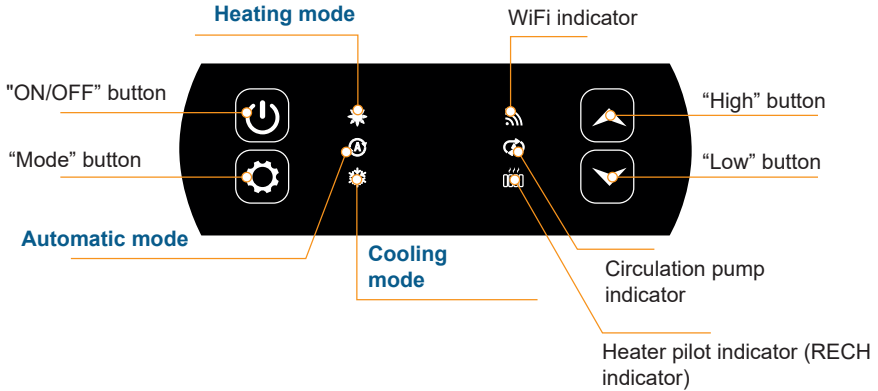 Heating mode
WiFi indicator
"ON/OFF” button
“High” button
A
“Mode” button
“Low” button
Automatic mode
Cooling
mode
Circulation pump
indicator
Heater pilot indicator (RECH
indicator)